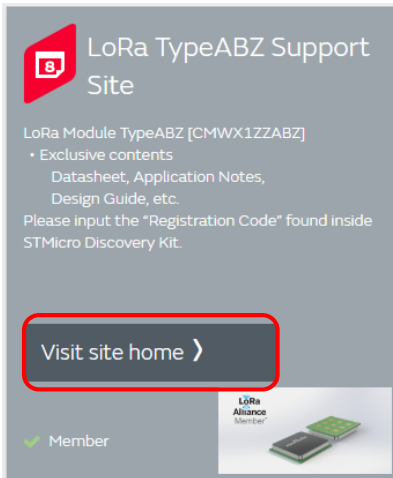 8
LoRa TypeABZ Support
Site
LoRa Module TypeABZ [CMWX1ZZABZ]
・Exclusive contents
Datasheet, Application Notes,
Design Guide, etc.
Please input the “Registration Code” found inside
STMicro Discovery Kit.
Visit site home ❭
LoRa
Alliance
Member
Member